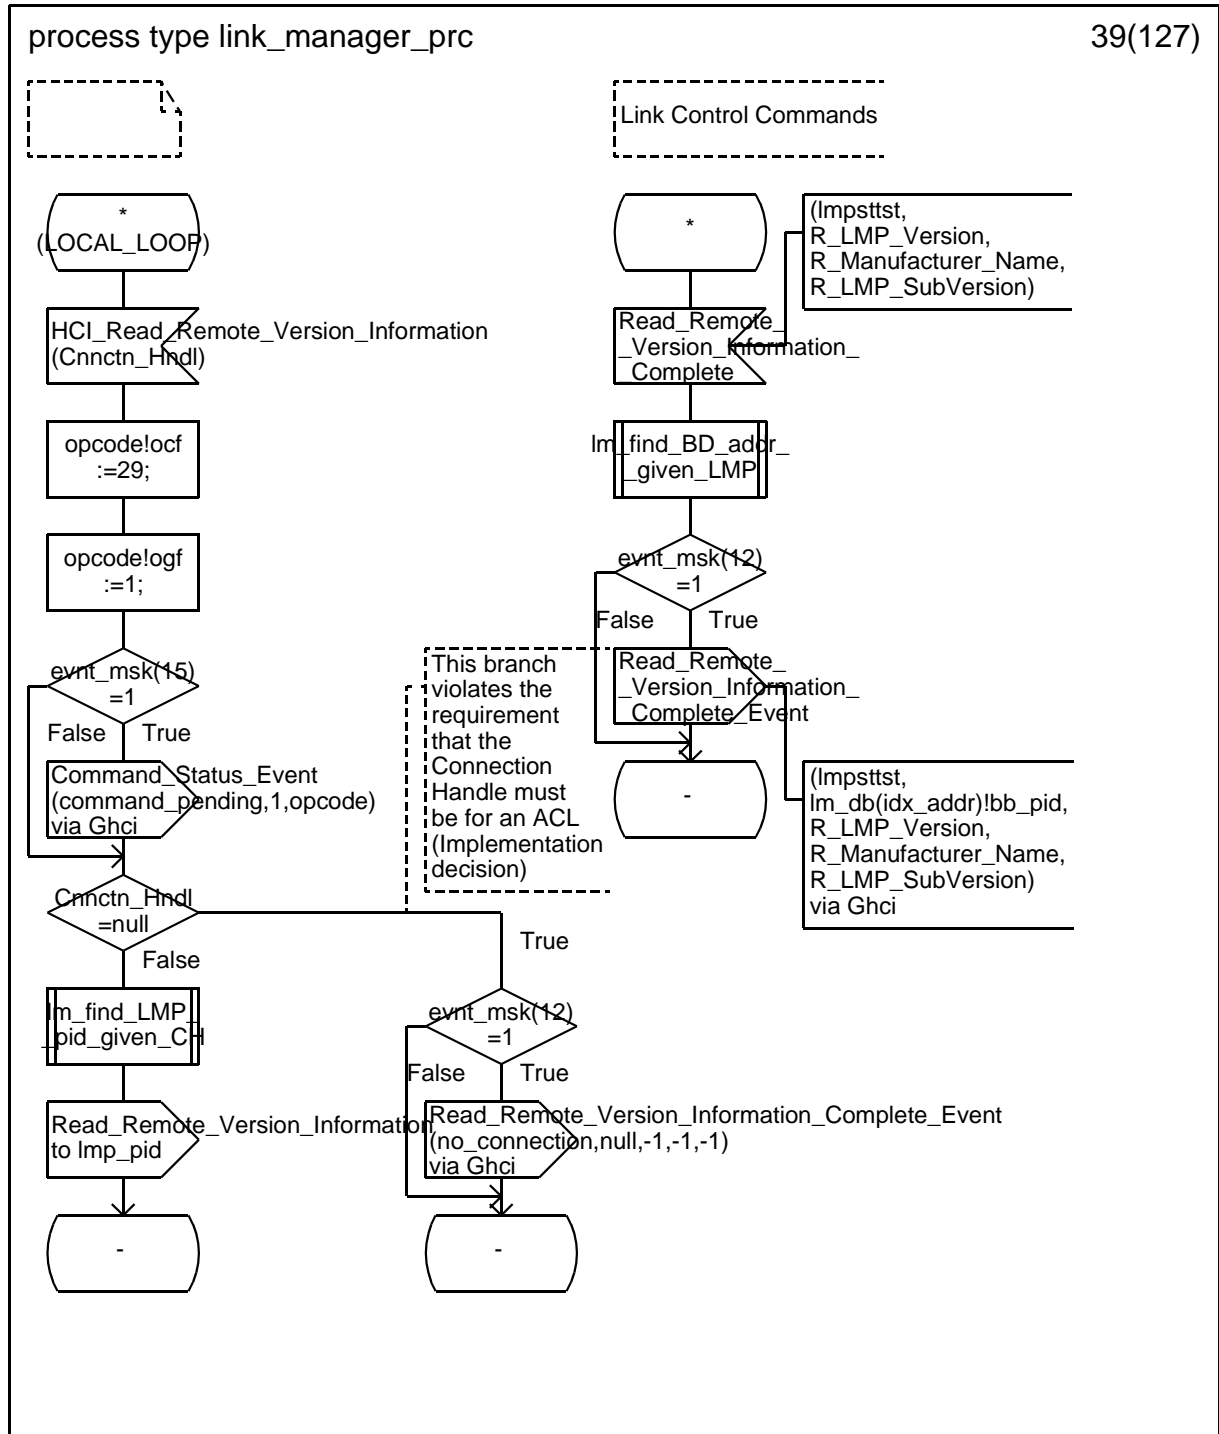 process type link_manager_prc
39(127)
Link Control Commands
*
(LOCAL_LOOP)
HCI_Read_Remote_Version_Information
(Cnnctn_Hndl)
opcode!ocf
:=29;
opcode!ogf
:=1;
evnt_msk(15)
=1
False
True
Command_Status_Event
(command_pending,1,opcode)
via Ghci
Cnnctn_Hndl
=null
False
lm_find_LMP_
_pid_given_CH
Read_Remote_Version_Information
to lmp_pid
-
This branch
violates the
requirement
that the
Connection
Handle must
be for an ACL
(Implementation
decision)
True
evnt_msk(12)
=1
False
True
Read_Remote_Version_Information_Complete_Event
(no_connection,null,-1,-1,-1)
via Ghci
-
*
(lmpsttst,
R_LMP_Version,
R_Manufacturer_Name,
R_LMP_SubVersion)
Read_Remote_
_Version_Information_
_Complete
lm_find_BD_addr_
_given_LMP
evnt_msk(12)
=1
False
True
Read_Remote_
_Version_Information_
_Complete_Event
(lmpsttst,
lm_db(idx_addr)!bb_pid,
R_LMP_Version,
R_Manufacturer_Name,
R_LMP_SubVersion)
via Ghci
-